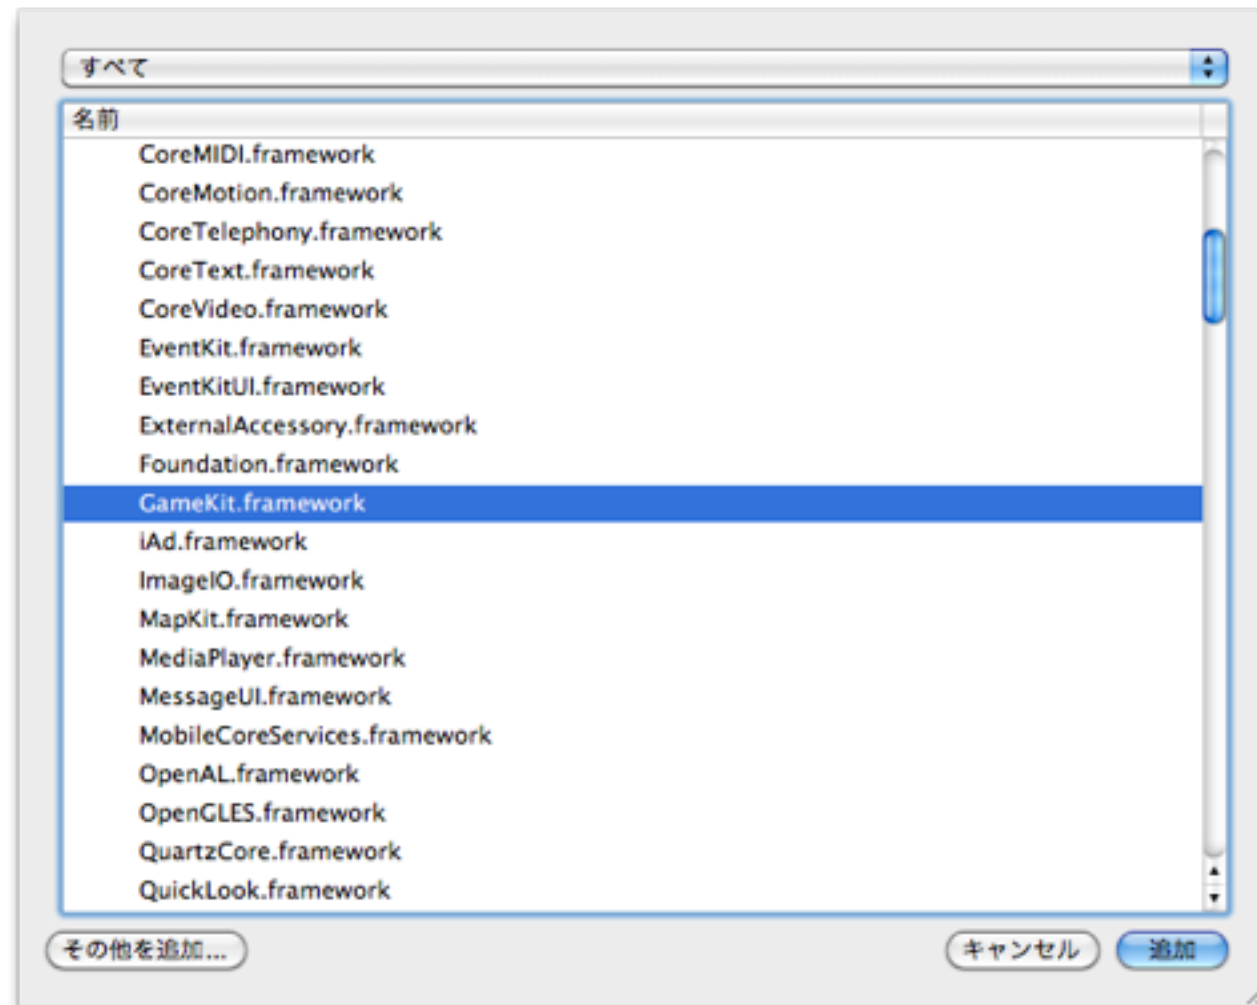 すべて
名前
CoreMIDI.framework
CoreMotion.framework
CoreTelephony.framework
CoreText.framework
CoreVideo.framework
EventKit.framework
EventKitUI.framework
ExternalAccessory.framework
Foundation.framework
GameKit.framework
iAd.framework
ImageIO.framework
MapKit.framework
MediaPlayer.framework
MessageUI.framework
MobileCoreServices.framework
OpenAL.framework
OpenGLES.framework
QuartzCore.framework
QuickLook.framework
その他を追加... キャンセル 追加